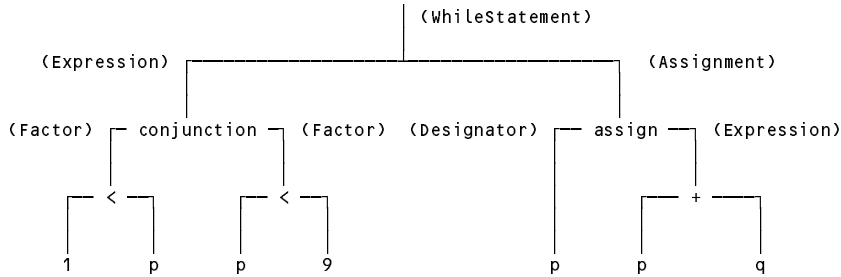 (WhileStatement)
(Expression) (Assignment)
(Factor) conjunction (Factor) (Designator) assign (Expression)
< < +
1 p p 9 p p q